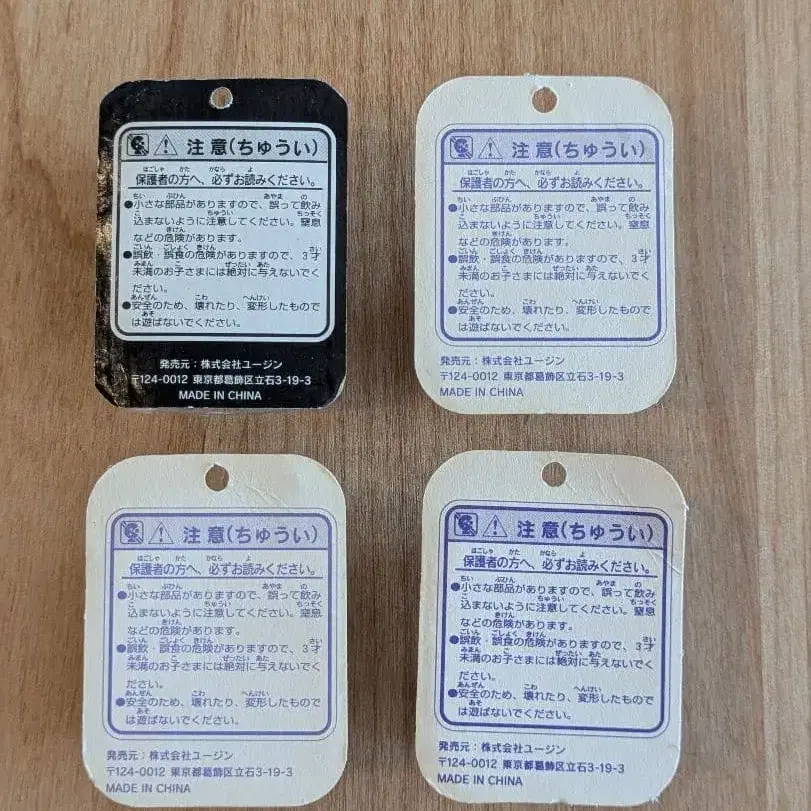 注意(ちゅうい)
保護者の方へ、必ずお読みください。
●小さな部品がありますので、誤って飲み
込まないように注意してください。窒息
などの危険があります。
●誤飲・誤食の危険がありますので、3才
未満のお子さまには絶対に与えないでく
ださい。
●安全のため、壊れたり、変形したもので
は遊ばないでください。
発売元:株式会社ユージン
〒124-0012 東京都葛飾区立石3-19-3
MADE IN CHINA
注意(ちゅうい)
保護者の方へ、必ずお読みください。
●小さな部品がありますので、誤って飲み
込まないように注意してください。窒息
などの危険があります。
●誤飲・誤食の危険がありますので、3才
未満のお子さまには絶対に与えないでく
ださい。
●安全のため、壊れたり、変形したもので
は遊ばないでください。
発売元:株式会社ユージン
〒124-0012 東京都葛飾区立石3-19-3
MADE IN CHINA
注意(ちゅうい)
保護者の方へ、必ずお読みください。
●小さな部品がありますので、誤って飲み
込まないように注意してください。窒息
などの危険があります。
●誤飲・誤食の危険がありますので、3才
未満のお子さまには絶対に与えないでく
ださい。
●安全のため、壊れたり、変形したもので
は遊ばないでください。
発売元:株式会社ユージン
〒124-0012 東京都葛飾区立石3-19-3
MADE IN CHINA
注意(ちゅうい)
保護者の方へ、必ずお読みください。
●小さな部品がありますので、誤って飲み
込まないように注意してください。窒息
などの危険があります。
●誤飲・誤食の危険がありますので、3才
未満のお子さまには絶対に与えないでく
ださい。
●安全のため、壊れたり、変形したもので
は遊ばないでください。
発売元:株式会社ユージン
〒124-0012 東京都葛飾区立石3-19-3
MADE IN CHINA